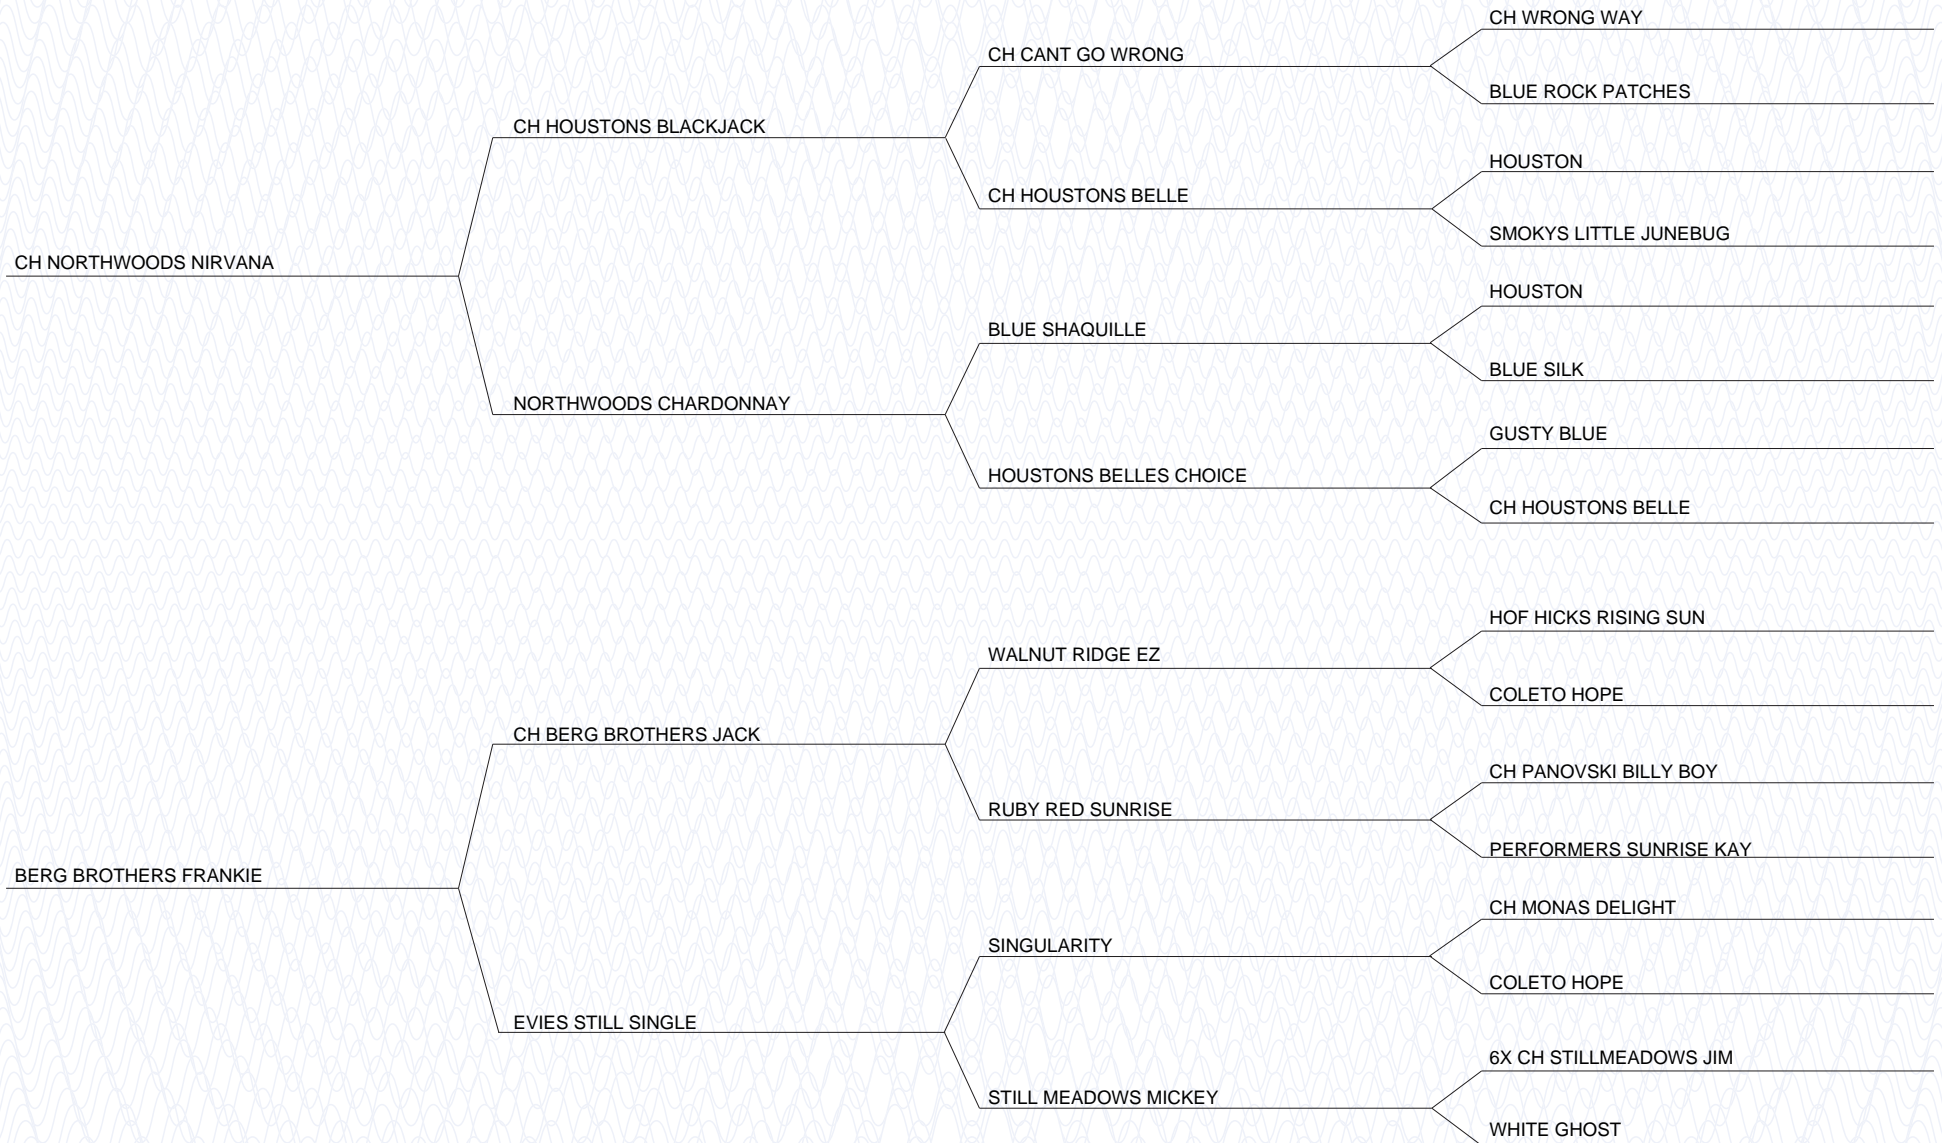 CH WRONG WAY
CH CANT GO WRONG
BLUE ROCK PATCHES
CH HOUSTONS BLACKJACK
HOUSTON
CH HOUSTONS BELLE
SMOKYS LITTLE JUNEBUG
CH NORTHWOODS NIRVANA
HOUSTON
BLUE SHAQUILLE
BLUE SILK
NORTHWOODS CHARDONNAY
GUSTY BLUE
HOUSTONS BELLES CHOICE
CH HOUSTONS BELLE
HOF HICKS RISING SUN
WALNUT RIDGE EZ
COLETO HOPE
CH BERG BROTHERS JACK
CH PANOVSKI BILLY BOY
RUBY RED SUNRISE
PERFORMERS SUNRISE KAY
BERG BROTHERS FRANKIE
CH MONAS DELIGHT
SINGULARITY
COLETO HOPE
EVIES STILL SINGLE
6X CH STILLMEADOWS JIM
STILL MEADOWS MICKEY
WHITE GHOST